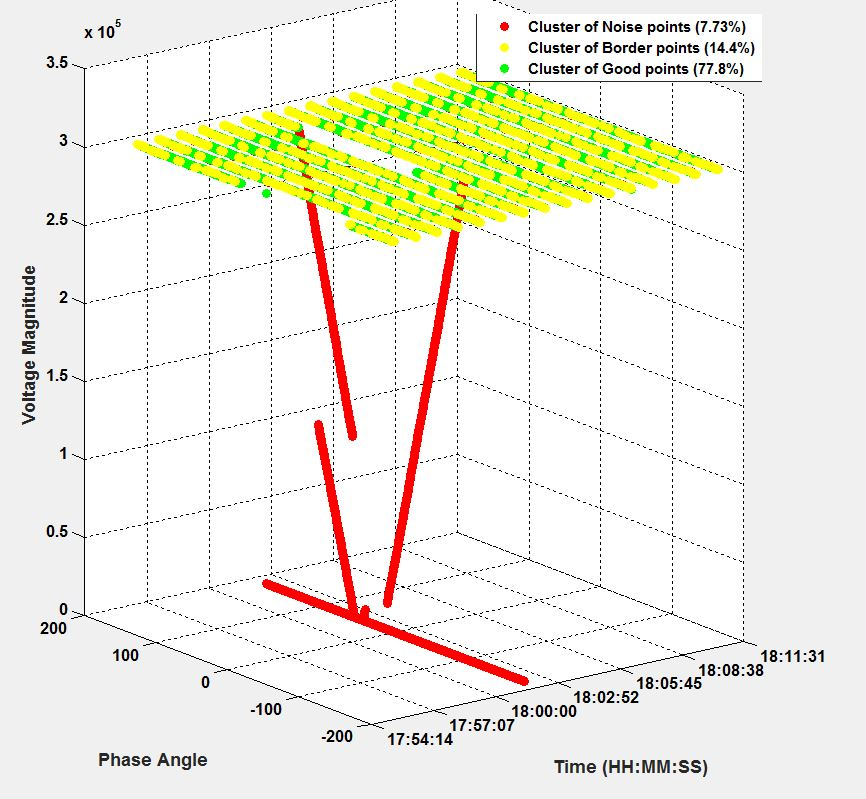 x 10^5
Cluster of Noise points (7.73%)
Cluster of Border points (14.4%)
Cluster of Good points (77.8%)
3.5
3
2.5
2
1.5
1
0.5
0
Voltage Magnitude
200
100
0
-100
-200
Phase Angle
17:54:14
17:57:07
18:00:00
18:02:52
18:05:45
18:08:38
18:11:31
Time (HH:MM:SS)